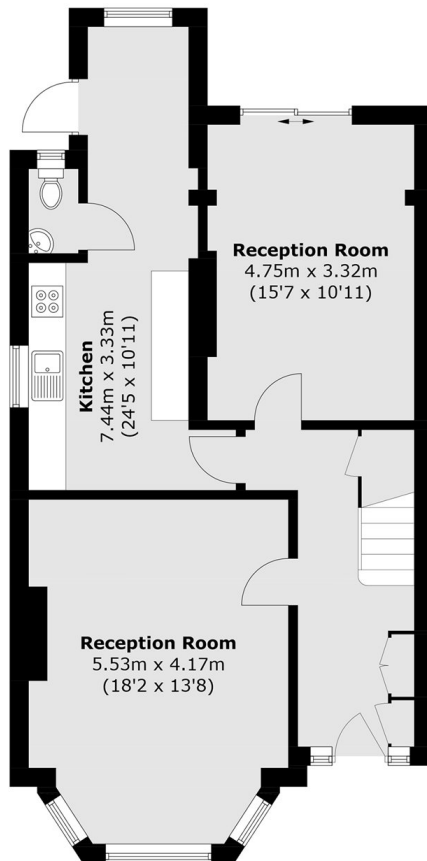 Reception Room
4.75m x 3.32m
(15'7 x 10'11)
Kitchen
7.44m x 3.33m
(24'5 x 10'11)
Reception Room
5.53m x 4.17m
(18'2 x 13'8)